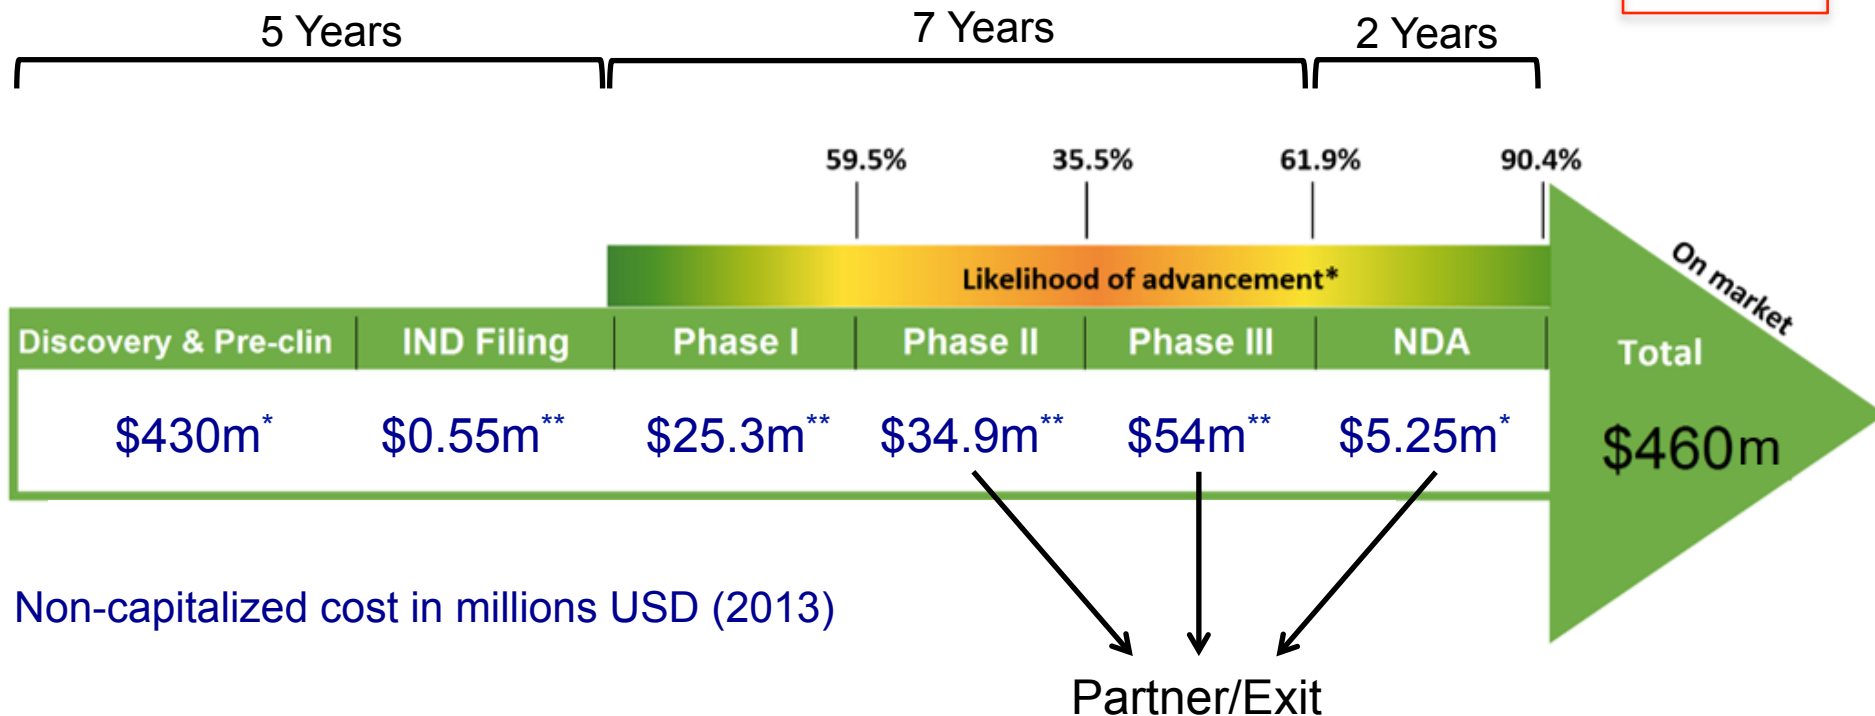 5 Years
7 Years
2 Years
59.5%
35.5%
61.9%
90.4%
Likelihood of advancement*
On market
Discovery & Pre-clin
IND Filing
Phase I
Phase II
Phase III
NDA
Total
$430m*
$0.55m**
$25.3m**
$34.9m**
$54m**
$5.25m*
$460m
Non-capitalized cost in millions USD (2013)
Partner/Exit